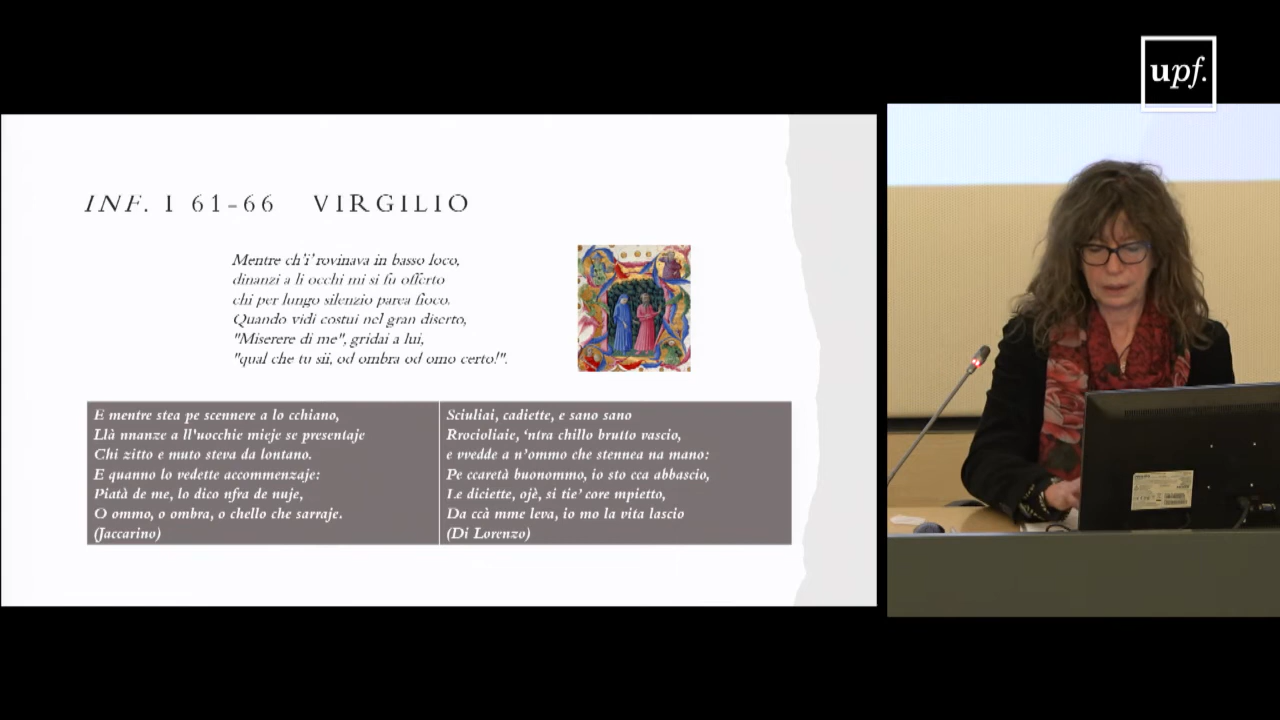 upf.
INF. I 61-66 VIRGILIO
Mentre ch'i' rovinava in basso loco,
dinanzi a li occhi mi si fu offerto
chi per lungo silenzio parea fioco.
Quando vidi costui nel gran diserto,
"Miserere di me", gridai a lui,
"qual che tu sii, od ombra od omo certo!".
E mentre stea pe scennere a lo cchiano,
Llà nnanze a ll'uocchie mieje se presentaje
Chi zitto e muto steva da lontano.
E quanno lo vedette accommenzaje:
Piatà de me, lo dico nfra de nuje,
O ommo, o ombra, o chello che sarraje.
(Jaccarino)
Sciuliai, cadiette, e sano sano
Rrocioliaie, 'ntra chillo brutto vascio,
e vvedde a n'ommo che stennea na mano:
Pe ccaretà buonommo, io sto cca abbascio,
Le diciette, ojè, si tie' core mpietto,
Da ccà mme leva, io mo la vita lascio
(Di Lorenzo)